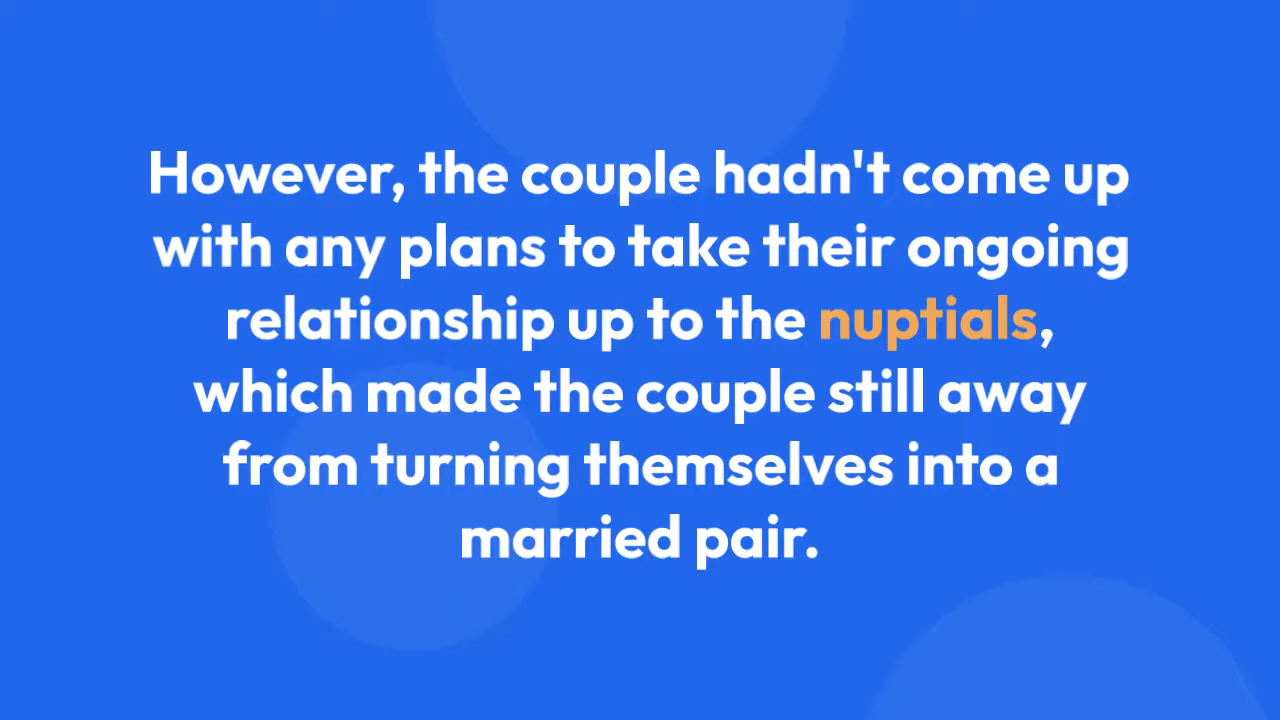 However, the couple hadn't come up
with any plans to take their ongoing
relationship up to the nuptials,
which made the couple still away
from turning themselves into a
married pair.